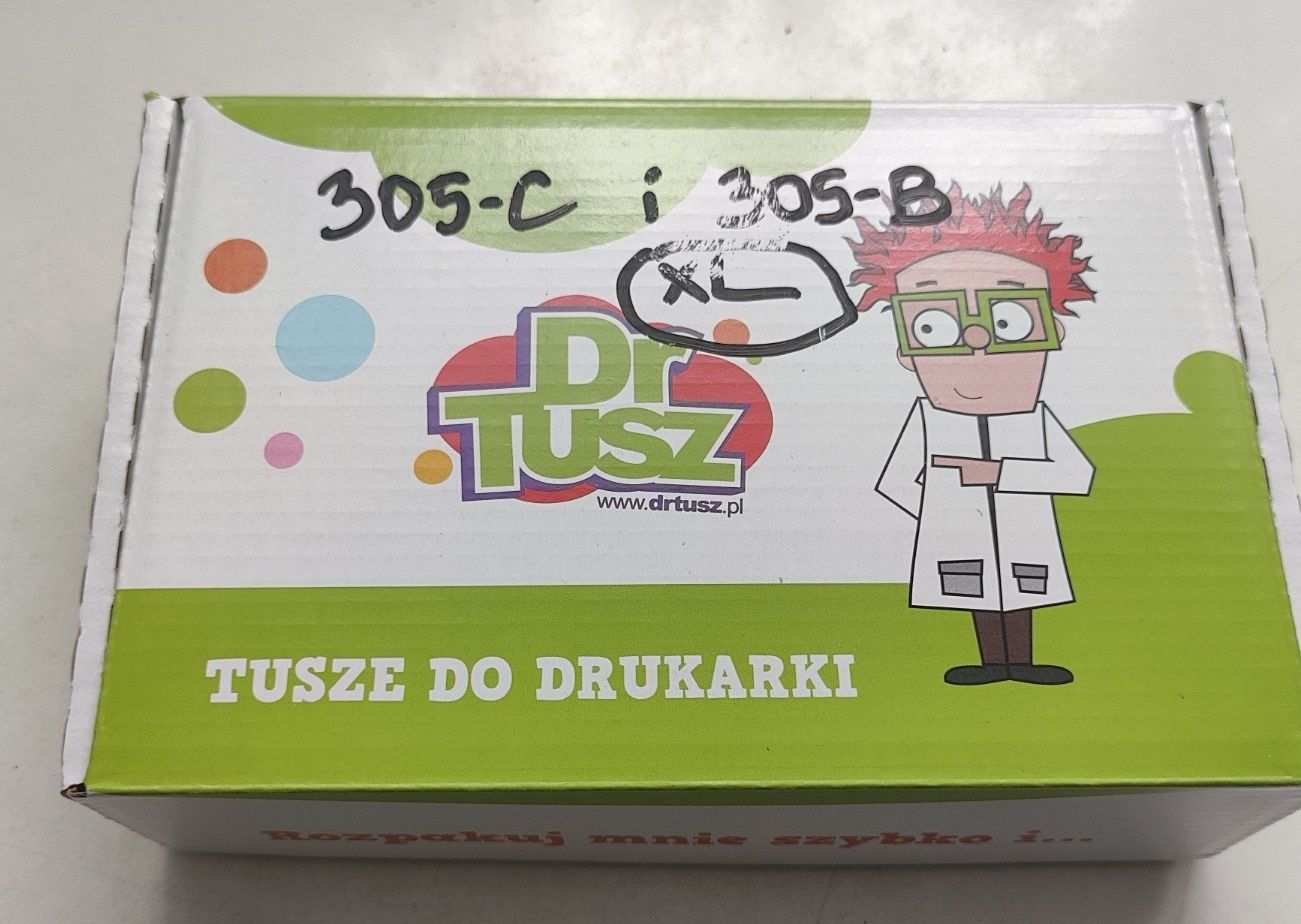 305-C i 305-B
XL
Dr
Tusz
www.drtusz.pl
TUSZE DO DRUKARKI
Rozpakuj mnie szybko i...